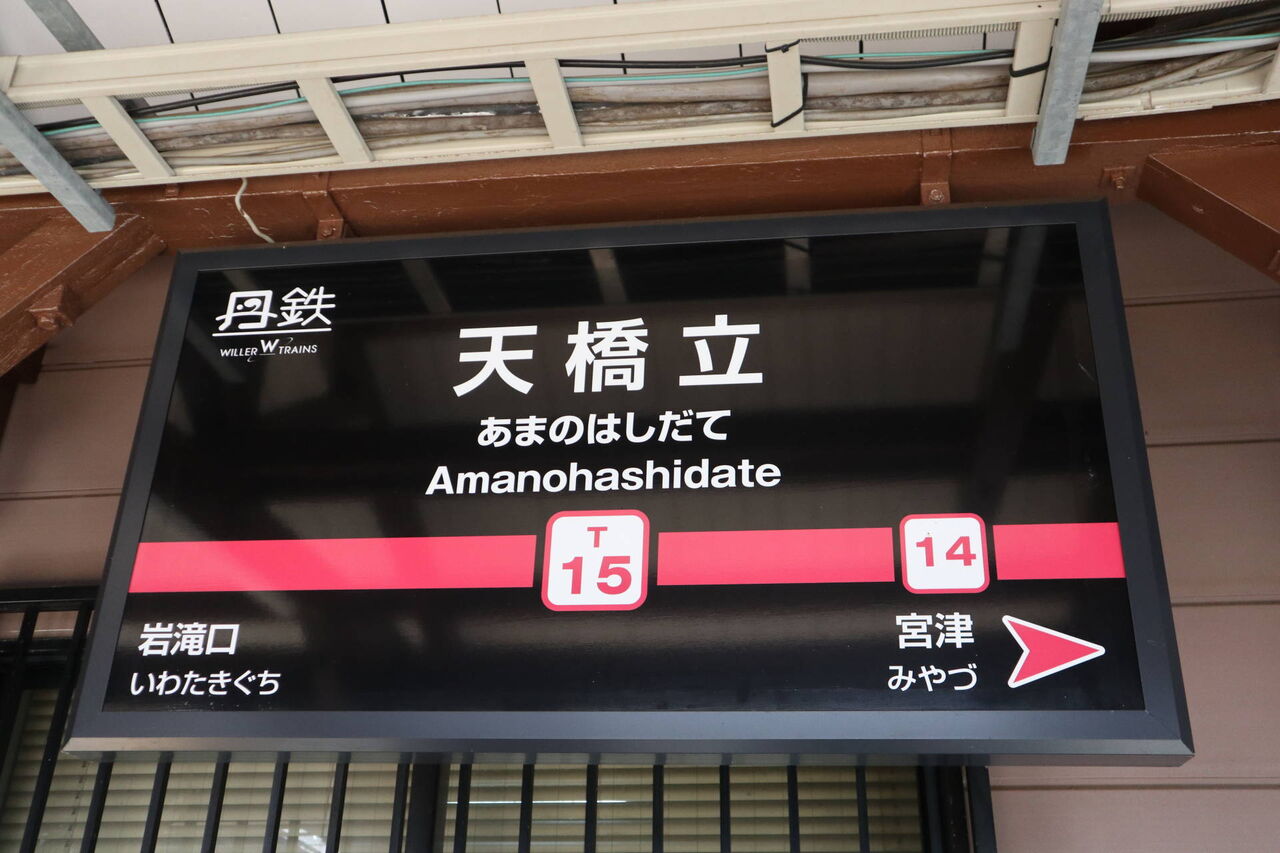 丹鉄
WILLER TRAINS
天橋立
あまのはしだて
Amanohashidate
T
15
14
岩滝口
いわたきぐち
宮津
みやづ